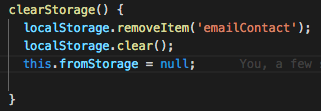 clearStorage() {
localStorage.removeItem('emailContact');
localStorage.clear();
this.fromStorage = null; You, a few s
}